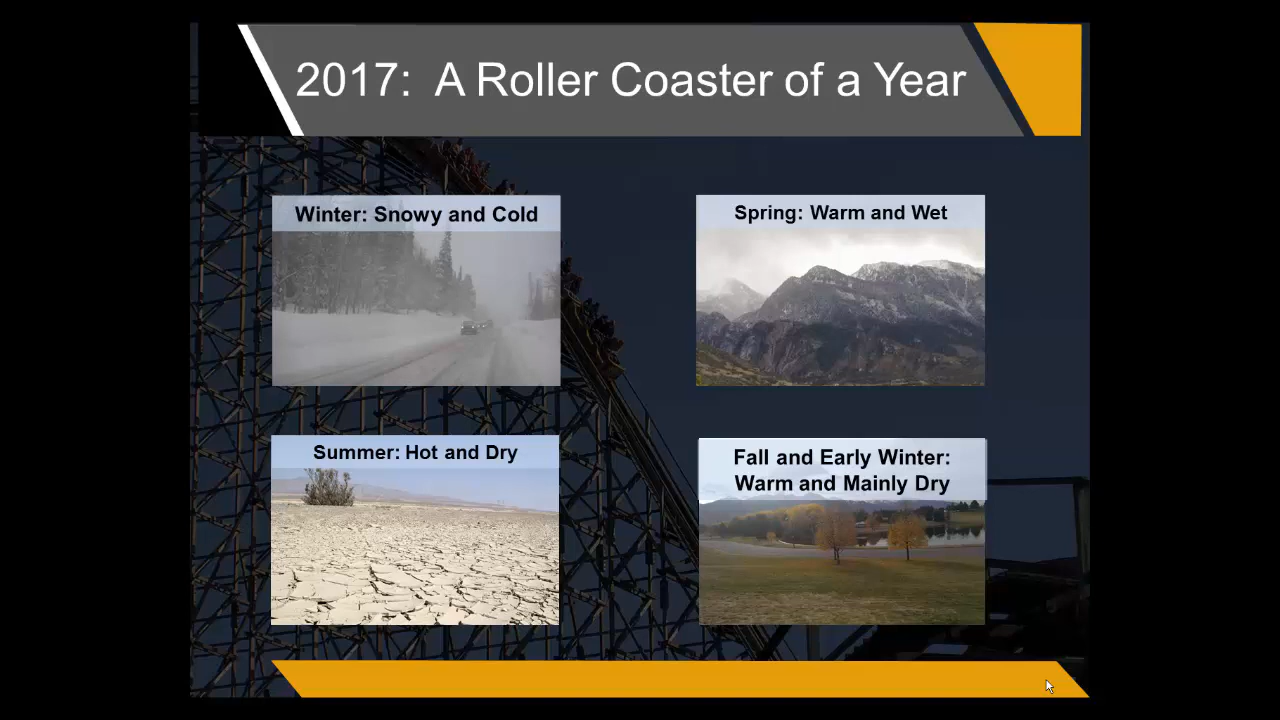 2017: A Roller Coaster of a Year
Winter: Snowy and Cold
Spring: Warm and Wet
Summer: Hot and Dry
Fall and Early Winter:
Warm and Mainly Dry